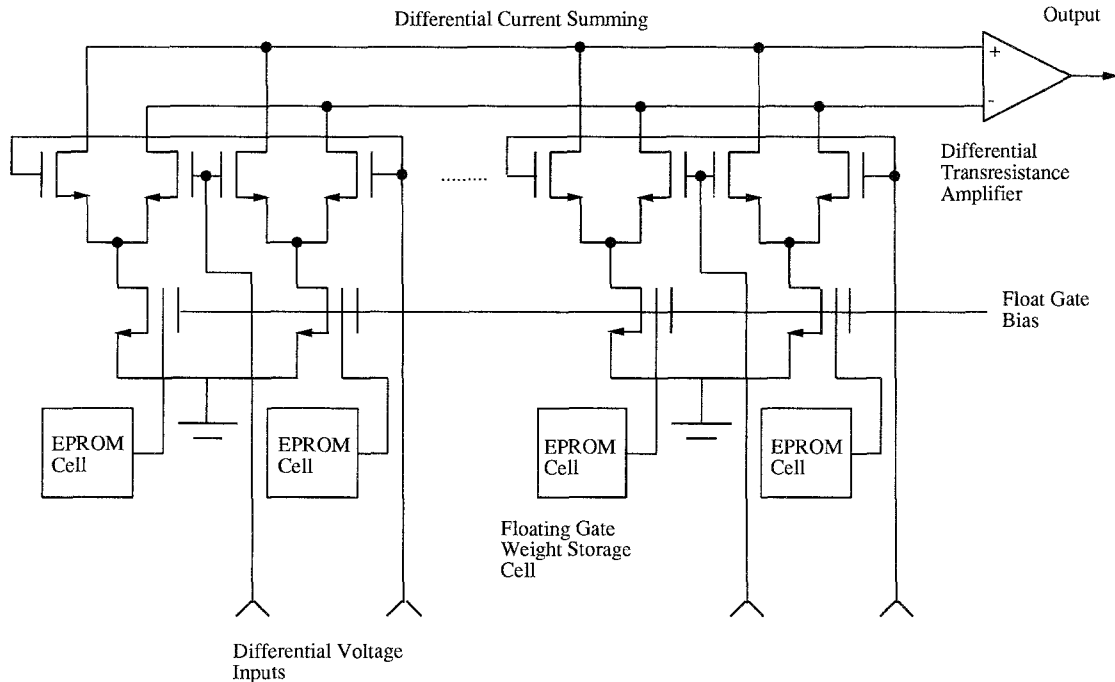 Differential Current Summing
Output
+
-
Differential
Transresistance
Amplifier
.........
Float Gate
Bias
EPROM
Cell
EPROM
Cell
EPROM
Cell
EPROM
Cell
Floating Gate
Weight Storage
Cell
Differential Voltage
Inputs